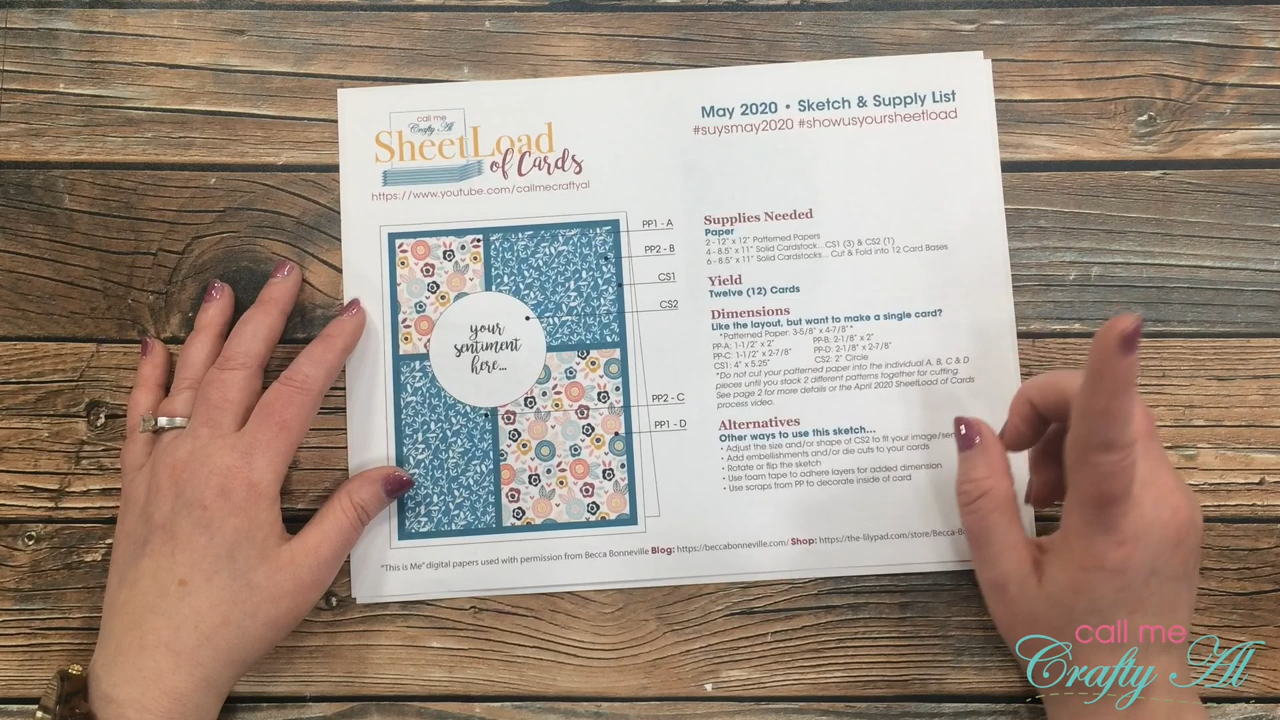 call me
Crafty Al
SheetLoad
of Cards
https://www.youtube.com/callmecraftyal
May 2020 • Sketch & Supply List
#suysmay2020 #showusyoursheetload
PP1 - A
PP2 - B
CS1
CS2
PP2 - C
PP1 - D
your
sentiment
here...
Supplies Needed
Paper
2 - 12" x 12" Patterned Papers
4 - 8.5" x 11" Solid Cardstock... CS1 (3) & CS2 (1)
6 - 8.5" x 11" Solid Cardstocks... Cut & Fold into 12 Card Bases
Yield
Twelve (12) Cards
Dimensions
Like the layout, but want to make a single card?
*Patterned Paper: 3-5/8" x 4-7/8"*
PP-A: 1-1/2" x 2" PP-B: 2-1/8" x 2"
PP-C: 1-1/2" x 2-7/8" PP-D: 2-1/8" x 2-7/8"
CS1: 4" x 5.25" CS2: 2" Circle
*Do not cut your patterned paper into the individual A, B, C & D
pieces until you stack 2 different patterns together for cutting.
See page 2 for more details or the April 2020 SheetLoad of Cards
process video.
Alternatives
Other ways to use this sketch...
• Adjust the size and/or shape of CS2 to fit your image/
• Add embellishments and/or die cuts to your cards
• Rotate or flip the sketch
• Use foam tape to adhere layers for added dimension
• Use scraps from PP to decorate inside of card
"This is Me" digital papers used with permission from Becca Bonneville Blog: https://beccabonneville.com/ Shop: https://the-lilypad.com/store/Becca-
call me
Crafty Al